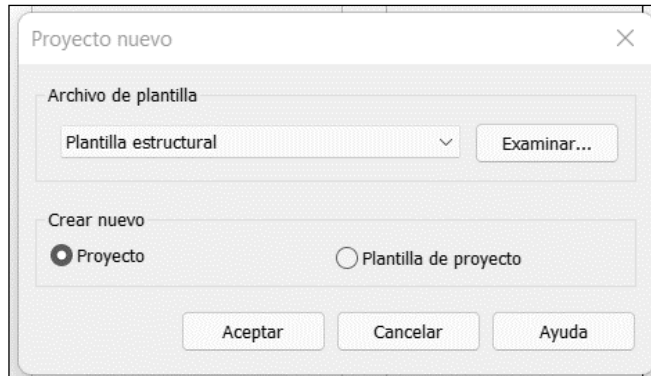 Proyecto nuevo
Archivo de plantilla
Plantilla estructural
Examinar...
Crear nuevo
Proyecto
Plantilla de proyecto
Aceptar
Cancelar
Ayuda